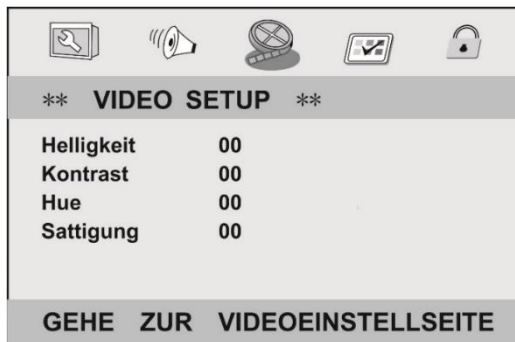 ** VIDEO SETUP **
Helligkeit 00
Kontrast 00
Hue 00
Sattigung 00
GEHE ZUR VIDEOEINSTELLSEITE